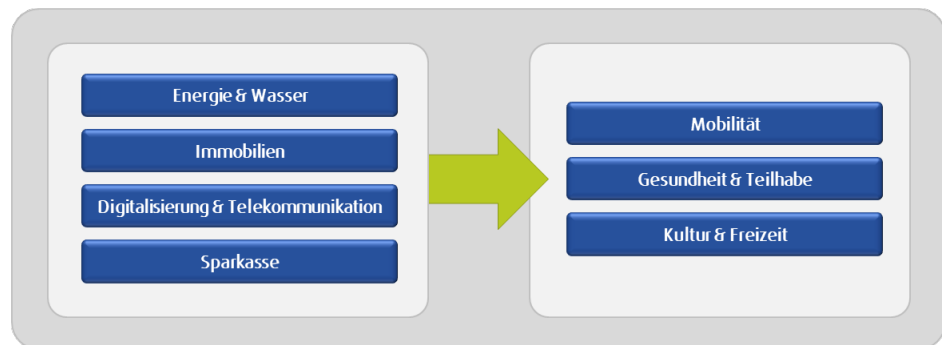 Energie & Wasser
Immobilien
Digitalisierung & Telekommunikation
Sparkasse
Mobilität
Gesundheit & Teilhabe
Kultur & Freizeit